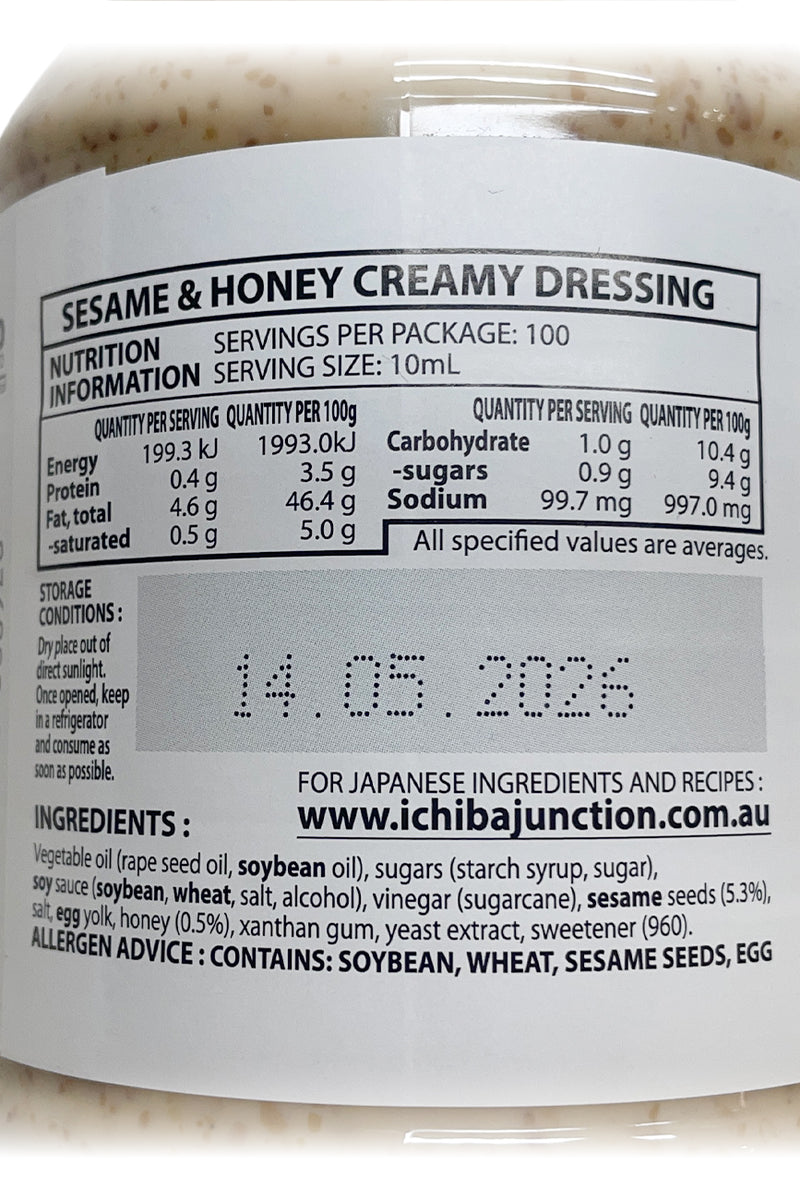 SESAME & HONEY CREAMY DRESSING
NUTRITION INFORMATION
SERVINGS PER PACKAGE: 100
SERVING SIZE: 10mL
QUANTITY PER SERVING QUANTITY PER 100g
Energy 199.3 kJ 1993.0kJ
Protein 0.4 g 3.5 g
Fat, total 4.6 g 46.4 g
-saturated 0.5 g 5.0 g
QUANTITY PER SERVING QUANTITY PER 100g
Carbohydrate 1.0 g 10.4 g
-sugars 0.9 g 9.4 g
Sodium 99.7 mg 997.0 mg
All specified values are averages.
STORAGE
CONDITIONS :
Dry place out of
direct sunlight.
Once opened, keep
in a refrigerator
and consume as
soon as possible.
14.05.2026
FOR JAPANESE INGREDIENTS AND RECIPES :
www.ichibajunction.com.au
INGREDIENTS :
Vegetable oil (rape seed oil, soybean oil), sugars (starch syrup, sugar),
soy sauce (soybean, wheat, salt, alcohol), vinegar (sugarcane), sesame seeds (5.3%),
salt, egg yolk, honey (0.5%), xanthan gum, yeast extract, sweetener (960).
ALLERGEN ADVICE : CONTAINS: SOYBEAN, WHEAT, SESAME SEEDS, EGG